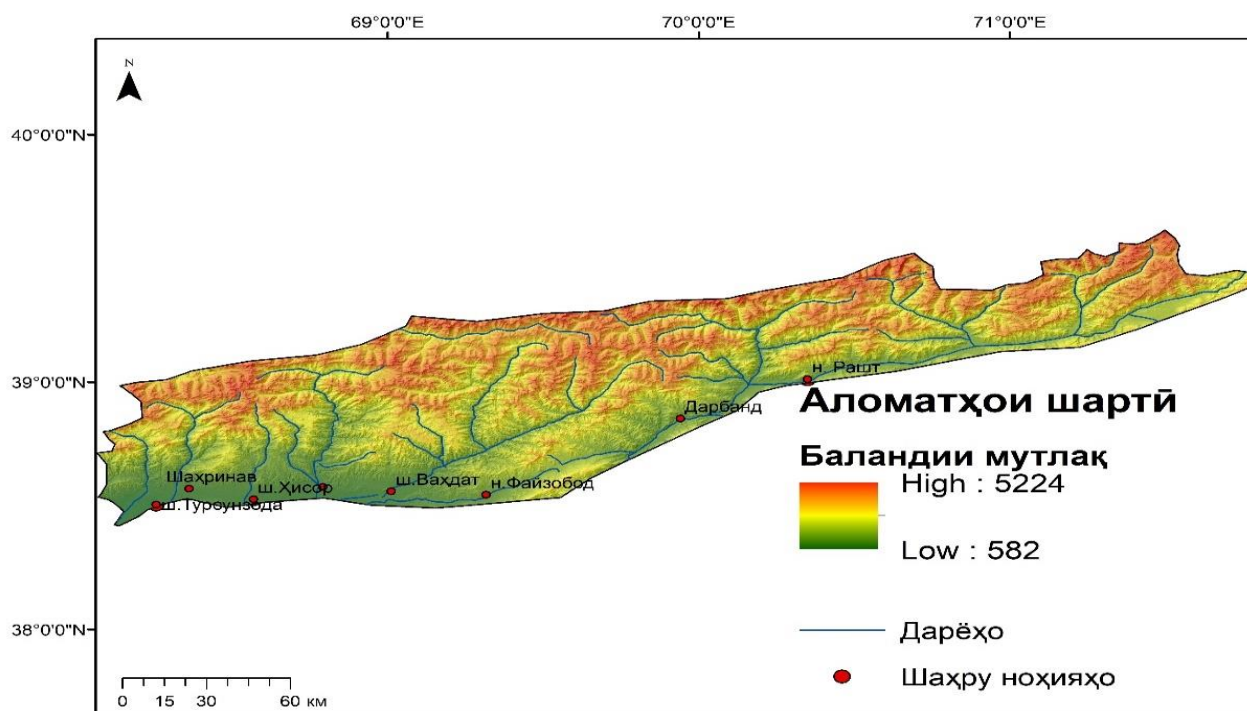 69°0'0"E 70°0'0"E 71°0'0"E
N
40°0'0"N
39°0'0"N
38°0'0"N
н. Рашт
Дарбанд
Шаҳринав
ш.Ҳисор
ш.Ваҳдат
н.Файзобод
ш.Турсунзода
Аломатҳои шартӣ
Баландии мутлақ
High : 5224
Low : 582
Дарёҳо
Шаҳру ноҳияҳо
0 15 30 60 км